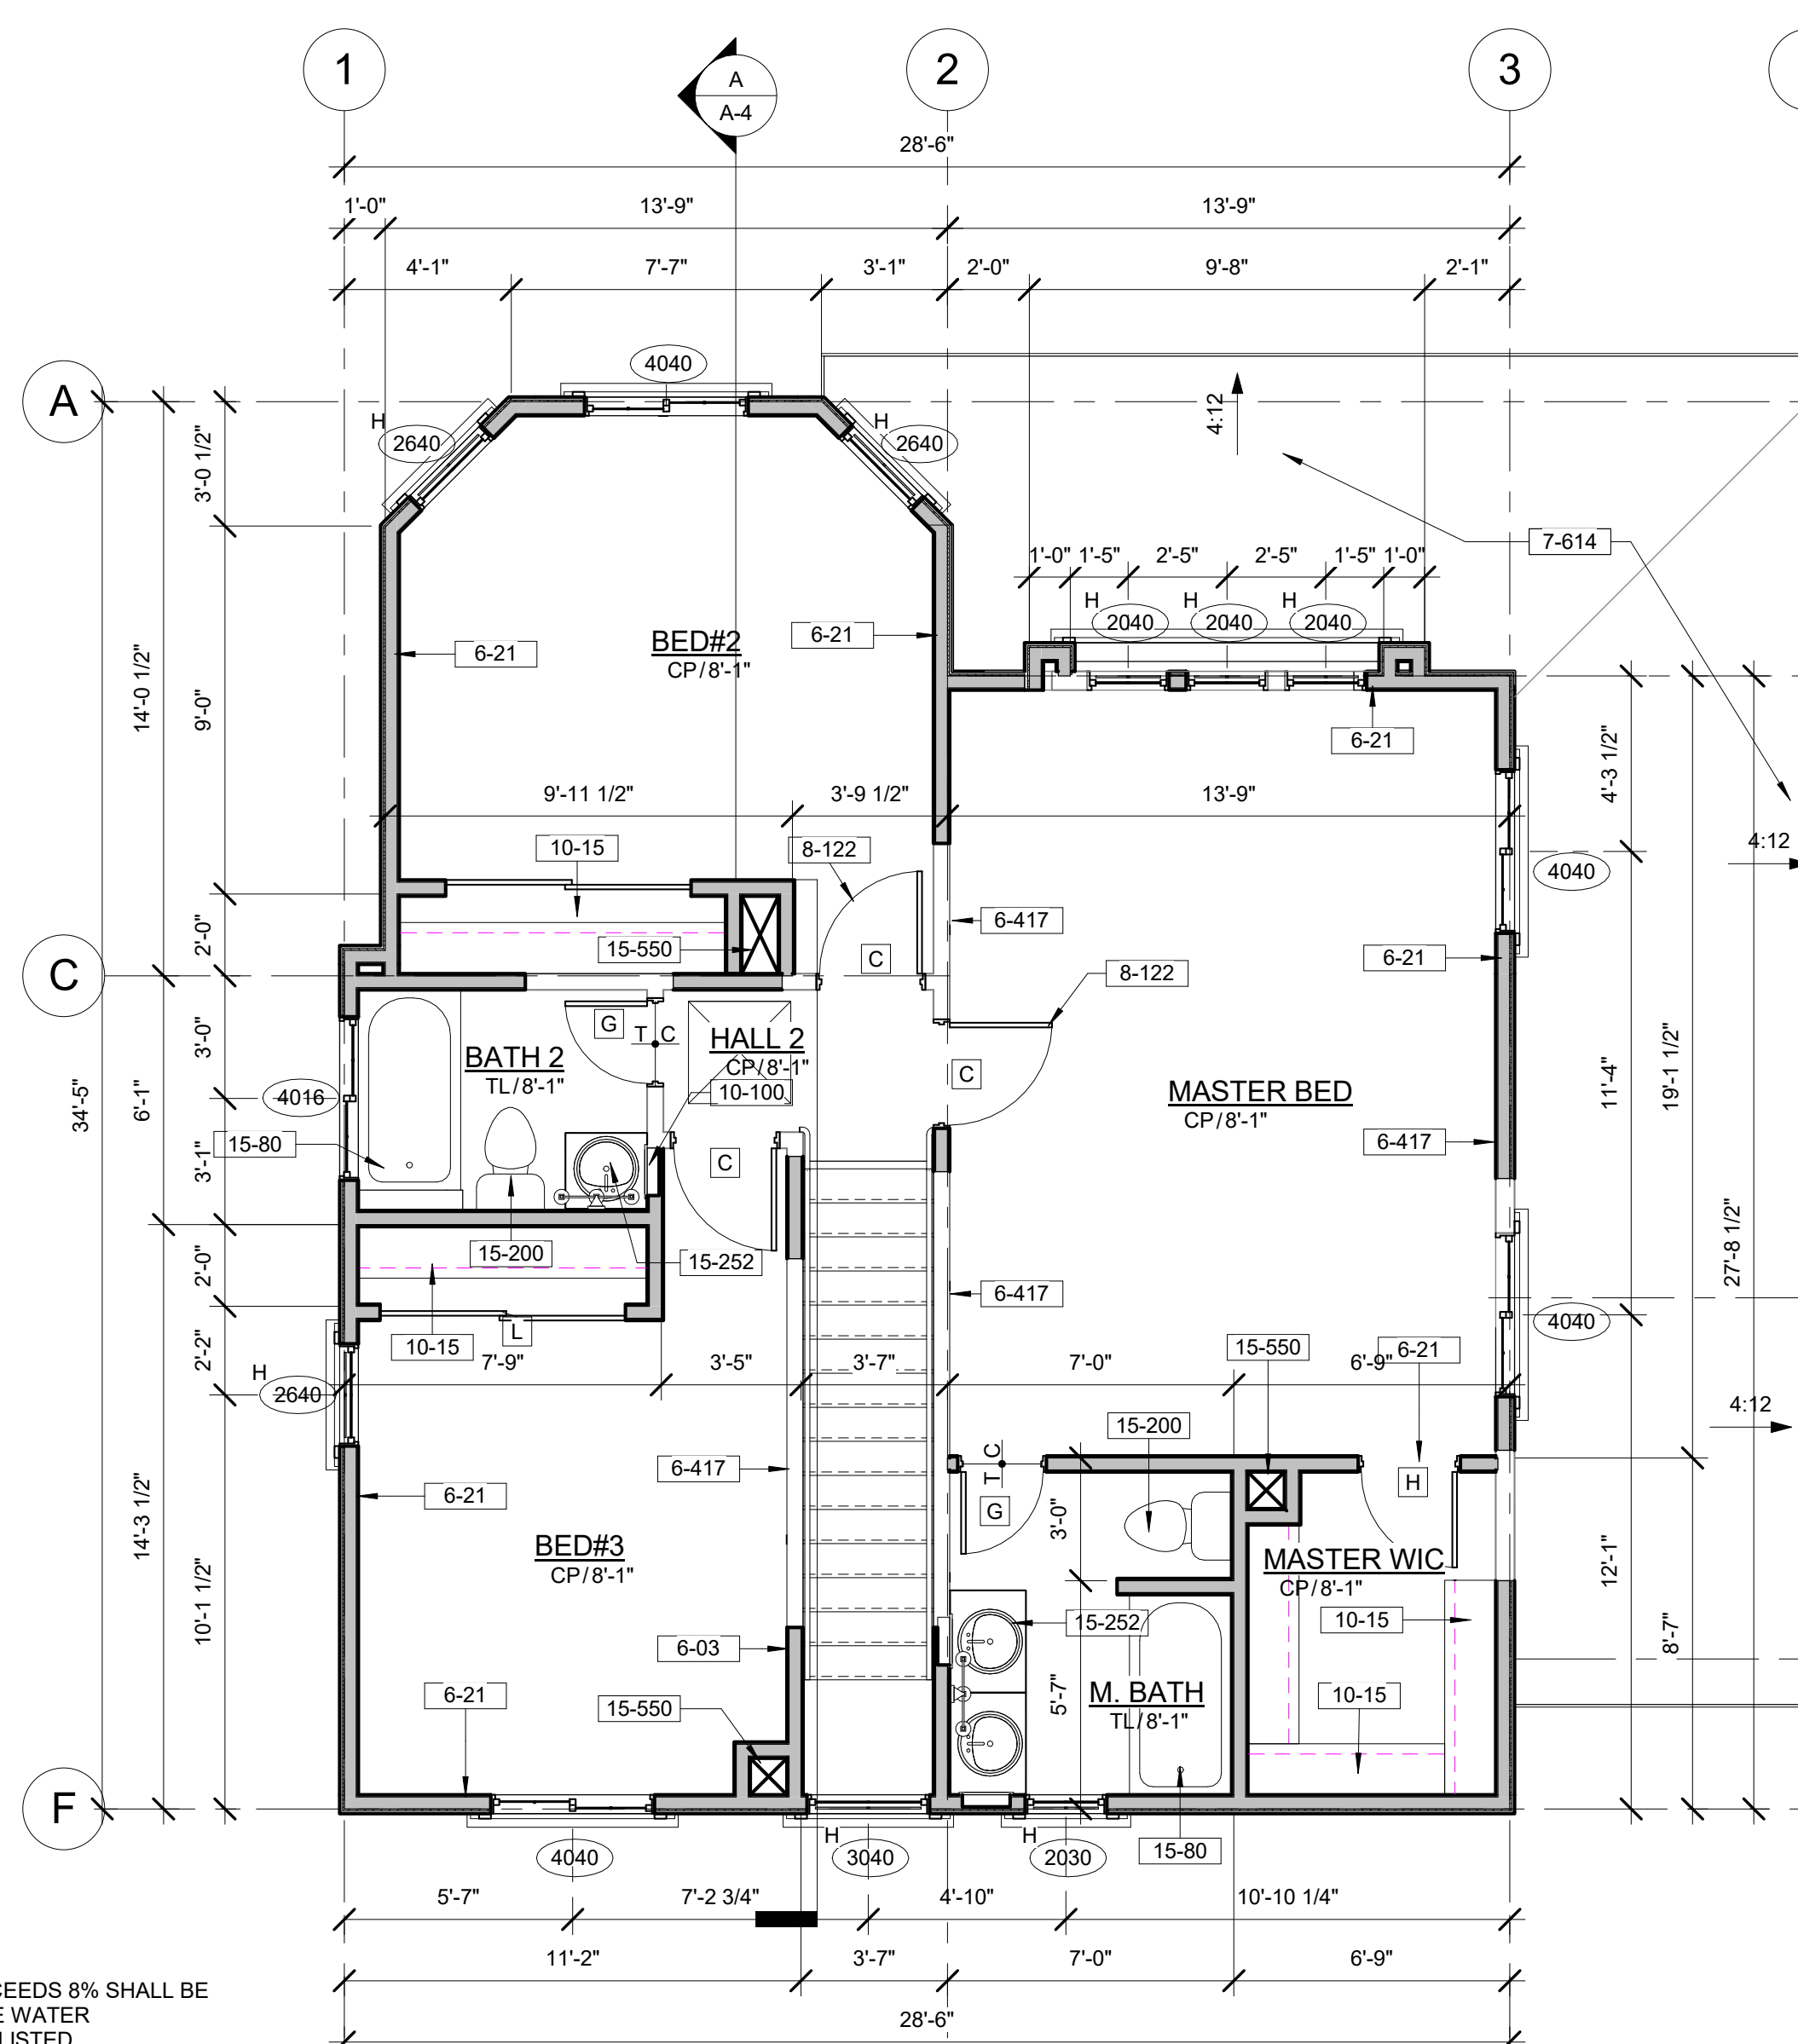 1
2
3
A
A-4
28'-6"
1'-0"
13'-9"
13'-9"
4'-1"
7'-7"
3'-1"
2'-0"
9'-8"
2'-1"
4040
A
H
2640
H
2640
4:12
3'-0 1/2"
7-614
1'-0"
1'-5"
2'-5"
2'-5"
1'-5"
1'-0"
H
2040
H
2040
H
2040
BED#2
CP/8'-1"
6-21
6-21
14'-0 1/2"
9'-0"
6-21
4'-3 1/2"
9'-11 1/2"
3'-9 1/2"
13'-9"
10-15
8-122
4:12
4040
6-417
2'-0"
15-550
C
6-21
C
8-122
G
T
C
HALL 2
CP/8'-1"
BATH 2
TL/8'-1"
10-100
C
MASTER BED
CP/8'-1"
3'-0"
4016
34'-5"
6'-1"
11'-4"
19'-1 1/2"
15-80
3'-1"
C
6-417
15-200
15-252
2'-0"
27'-8 1/2"
6-417
4040
L
10-15
2'-2"
7'-9"
3'-5"
3'-7"
7'-0"
15-550
6-21
6'-9"
H
2640
15-200
4:12
C
T
6-417
H
6-21
G
3'-0"
14'-3 1/2"
BED#3
CP/8'-1"
MASTER WIC
CP/8'-1"
10'-1 1/2"
12'-1"
15-252
10-15
6-03
8'-7"
6-21
15-550
5'-7"
M. BATH
TL/8'-1"
10-15
F
H
H
4040
3040
2030
15-80
5'-7"
7'-2 3/4"
4'-10"
10'-10 1/4"
11'-2"
3'-7"
7'-0"
6'-9"
CEEDS 8% SHALL BE
E WATER
LISTED
28'-6"